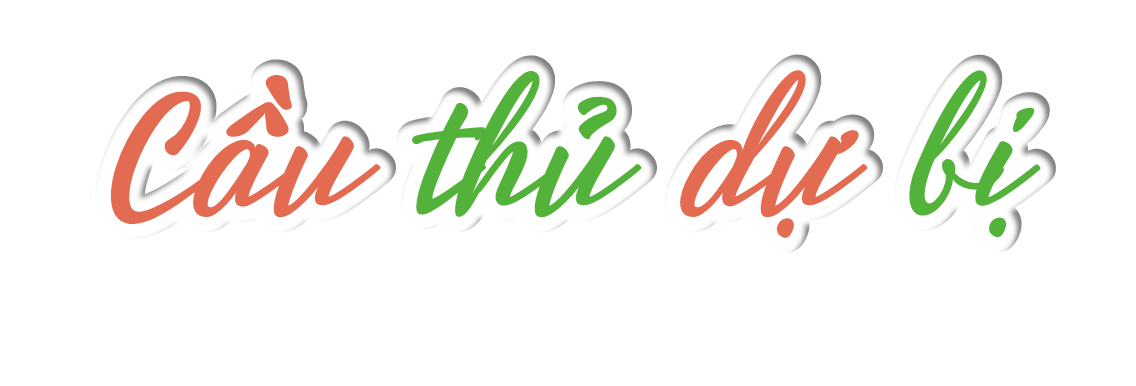 Cầu thủ dự bị